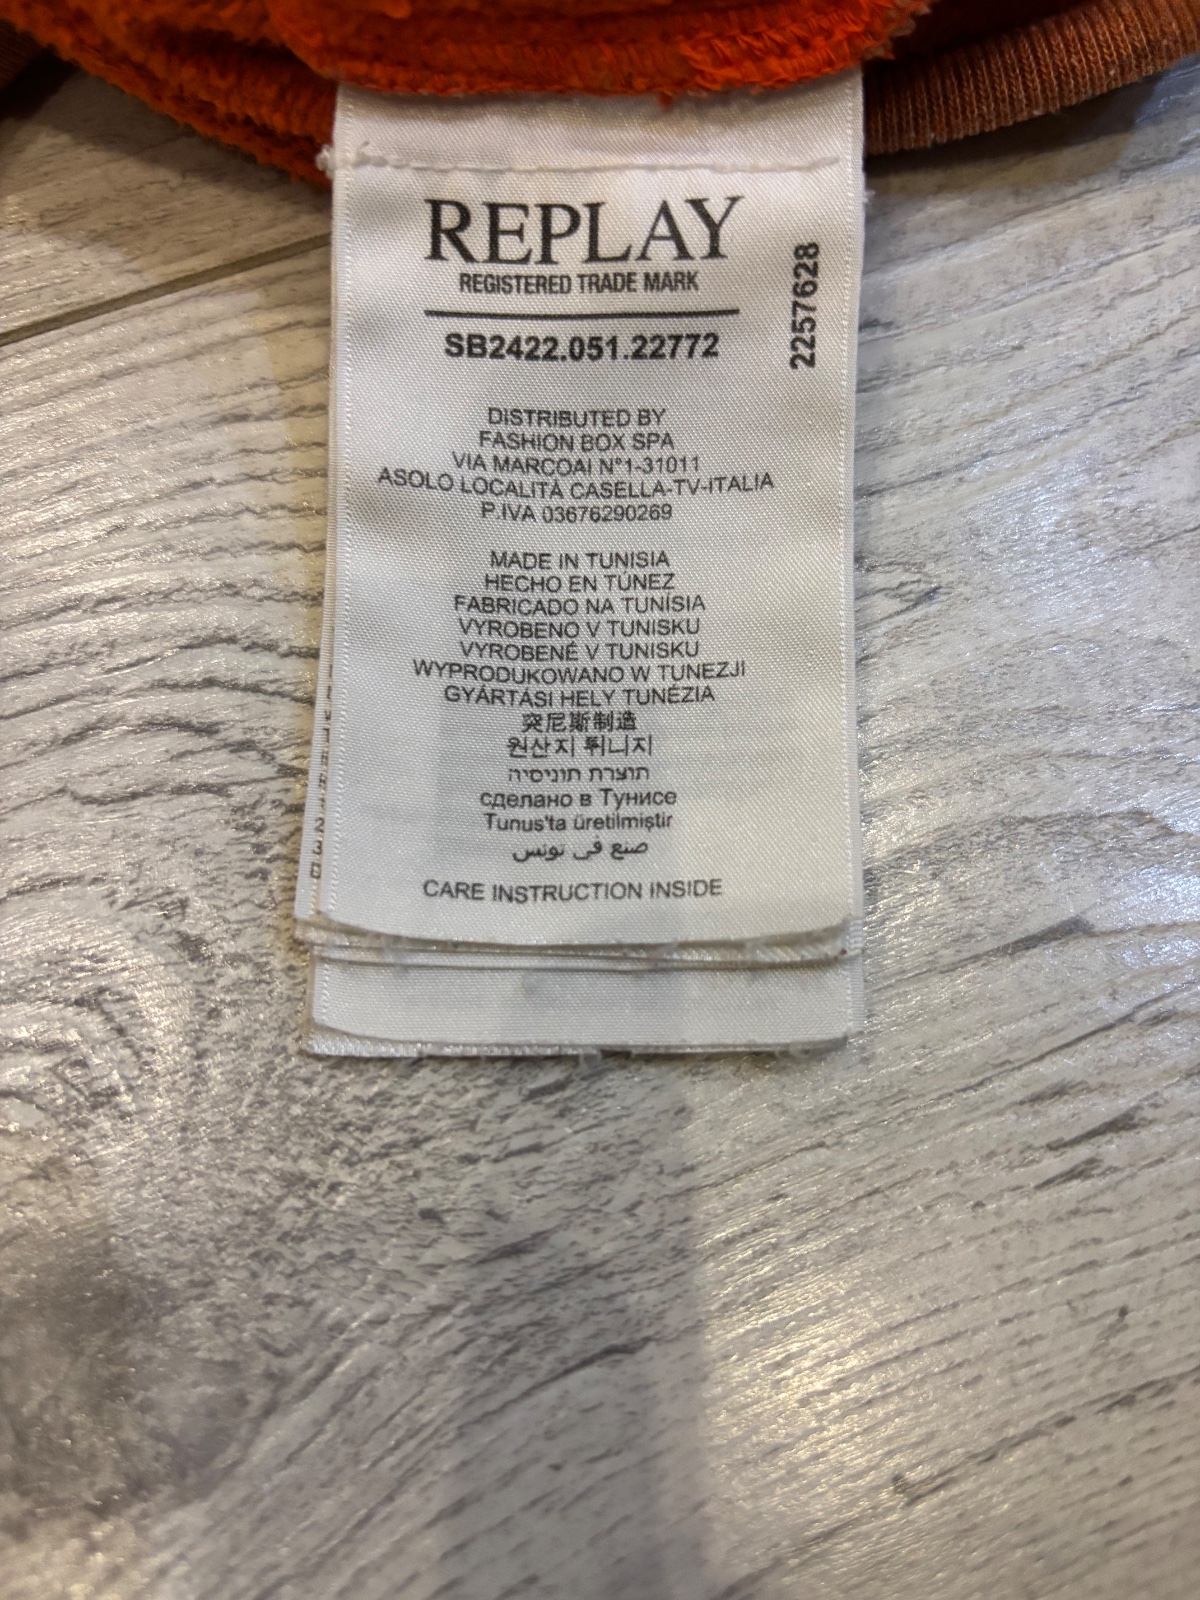 REPLAY
REGISTERED TRADE MARK
SB2422.051.22772
2257628
DISTRIBUTED BY
FASHION BOX SPA
VIA MARCOAI N°1-31011
ASOLO LOCALITÀ CASELLA-TV-ITALIA
P.IVA 03676290269
MADE IN TUNISIA
HECHO EN TÚNEZ
FABRICADO NA TUNÍSIA
VYROBENO V TUNISKU
VYROBENÉ V TUNISKU
WYPRODUKOWANO W TUNEZJI
GYÁRTÁSI HELY TUNÉZIA
突尼斯制造
원산지 튀니지
תוצרת תוניסיה
сделано в Тунисе
Tunus'ta üretilmiştir
صنع في تونس
CARE INSTRUCTION INSIDE